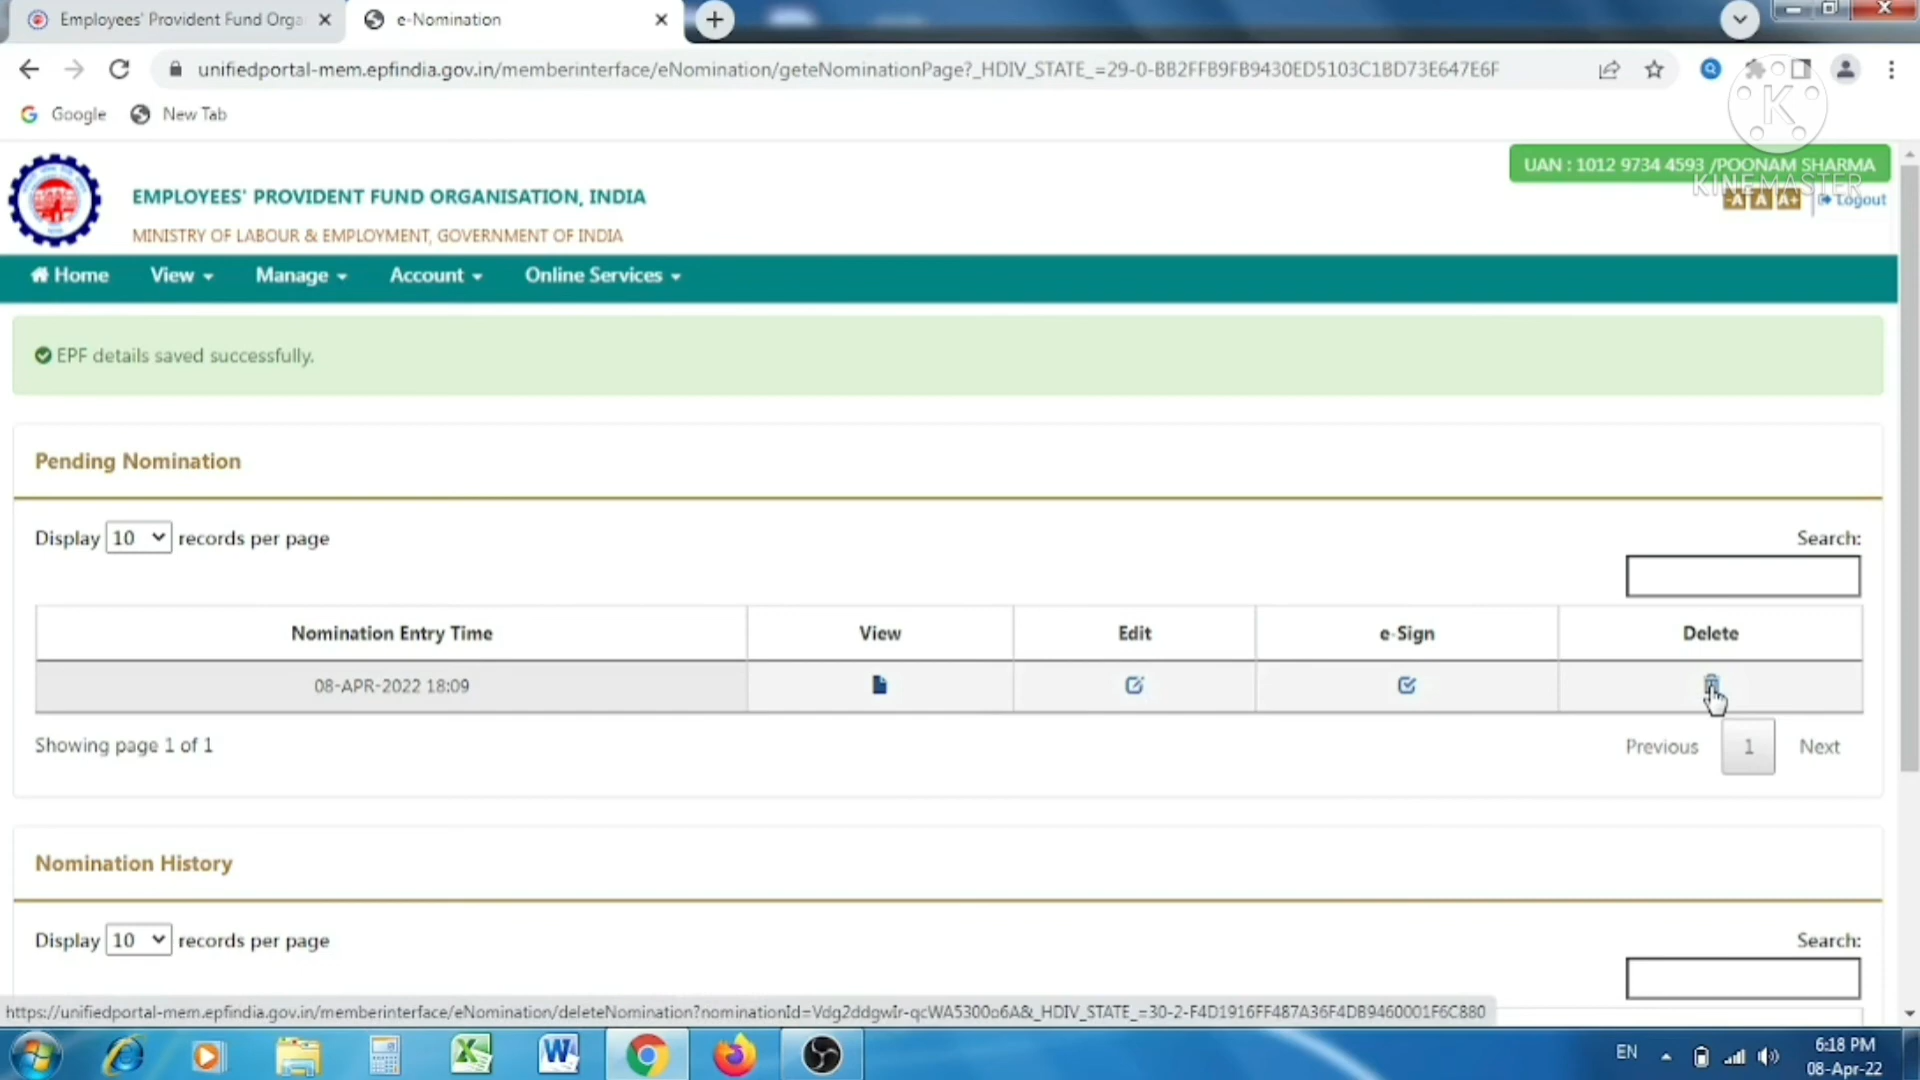 Employees' Provident Fund Orga
e-Nomination
unifiedportal-mem.epfindia.gov.in/memberinterface/eNomination/geteNominationPage?_HDIV_STATE_=29-0-BB2FFB9FB9430ED5103C1BD73E647E6F
Google New Tab
K
UAN : 1012 9734 4593 /POONAM SHARMA
KINEMASTER
EMPLOYEES' PROVIDENT FUND ORGANISATION, INDIA
-A A A+ Logout
MINISTRY OF LABOUR & EMPLOYMENT, GOVERNMENT OF INDIA
Home View Manage Account Online Services
EPF details saved successfully.
Pending Nomination
Display 10 records per page Search:
Nomination Entry Time View Edit e-Sign Delete
08-APR-2022 18:09
Showing page 1 of 1 Previous 1 Next
Nomination History
Display 10 records per page Search:
https://unifiedportal-mem.epfindia.gov.in/memberinterface/eNomination/deleteNomination?nominationId=Vdg2ddgwIr-qcWA5300o6A&_HDIV_STATE_=30-2-F4D1916FF487A36F4DB9460001F6C880
EN 6:18 PM
08-Apr-22